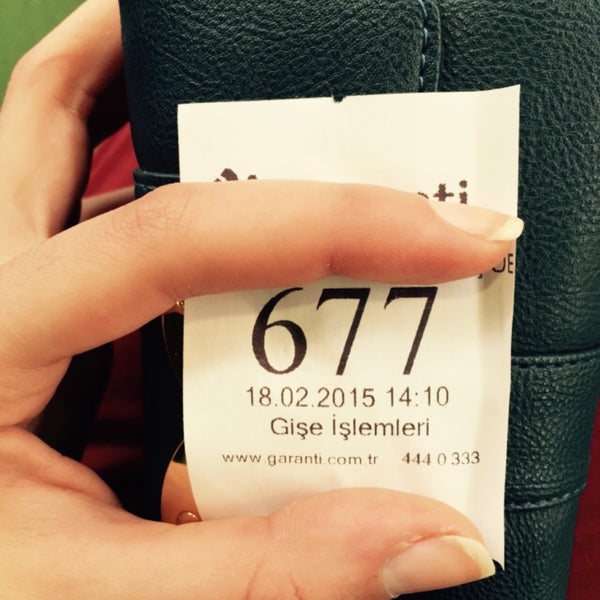 677
18.02.2015 14:10
Gişe İşlemleri
www.garanti.com.tr 444 0 333